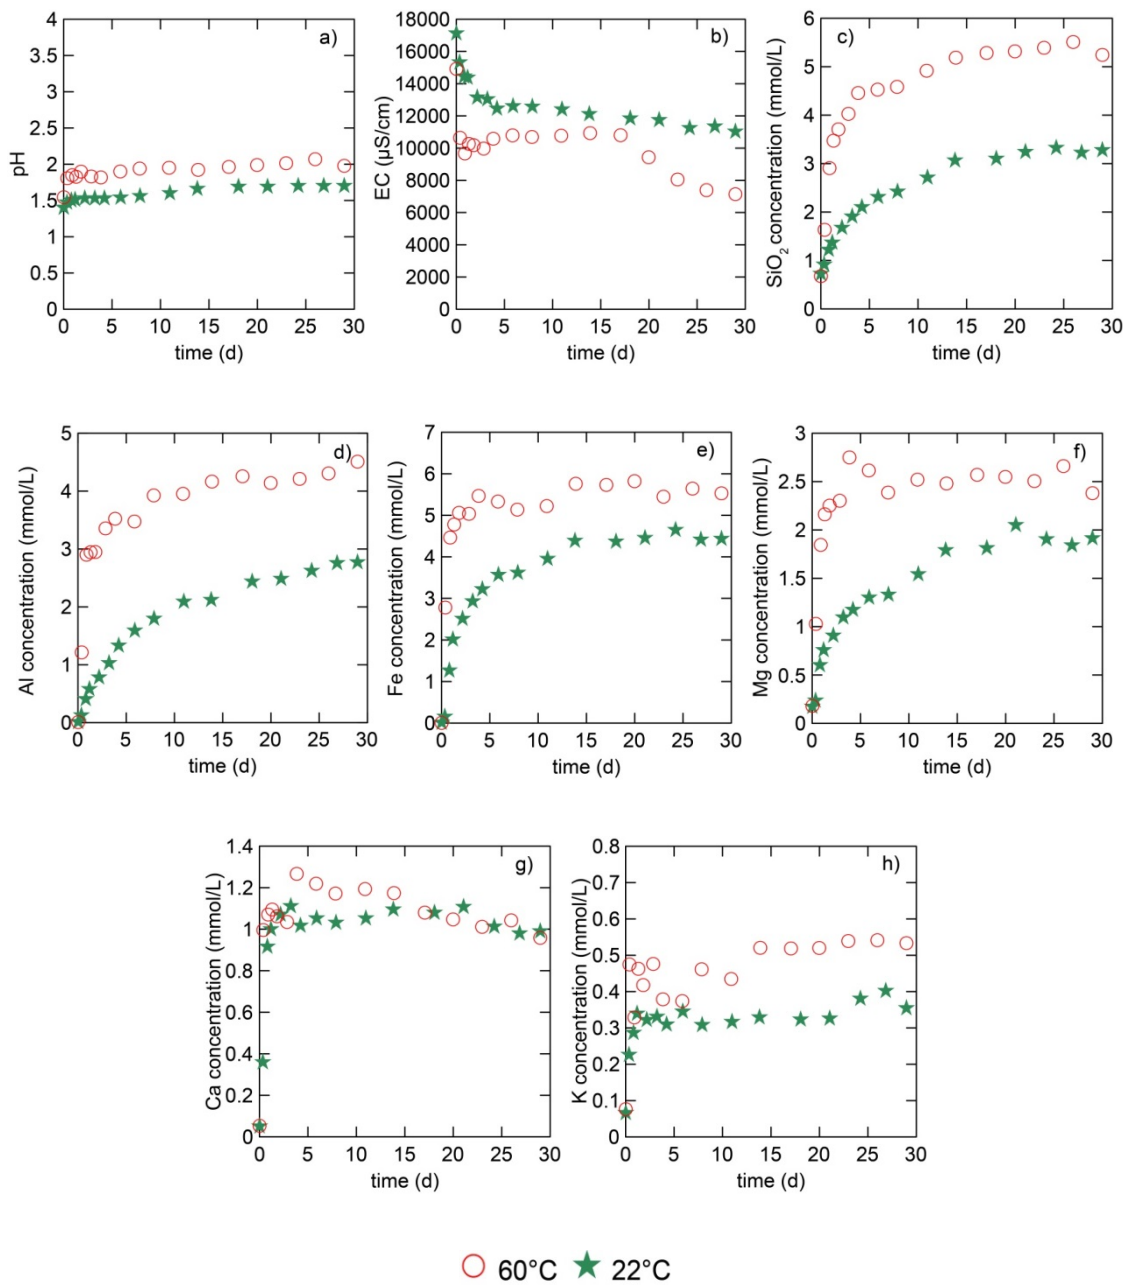 a)
4
3.5
3
2.5
2
1.5
1
0.5
0
pH
0 5 10 15 20 25 30
time (d)
b)
18000
16000
14000
12000
10000
8000
6000
4000
2000
0
EC (µS/cm)
0 5 10 15 20 25 30
time (d)
c)
6
5
4
3
2
1
0
SiO₂ concentration (mmol/L)
0 5 10 15 20 25 30
time (d)
d)
5
4
3
2
1
0
Al concentration (mmol/L)
0 5 10 15 20 25 30
time (d)
e)
7
6
5
4
3
2
1
0
Fe concentration (mmol/L)
0 5 10 15 20 25 30
time (d)
f)
3
2.5
2
1.5
1
0.5
0
Mg concentration (mmol/L)
0 5 10 15 20 25 30
time (d)
g)
1.4
1.2
1
0.8
0.6
0.4
0.2
0
Ca concentration (mmol/L)
0 5 10 15 20 25 30
time (d)
h)
0.8
0.7
0.6
0.5
0.4
0.3
0.2
0.1
0
K concentration (mmol/L)
0 5 10 15 20 25 30
time (d)
60°C 22°C